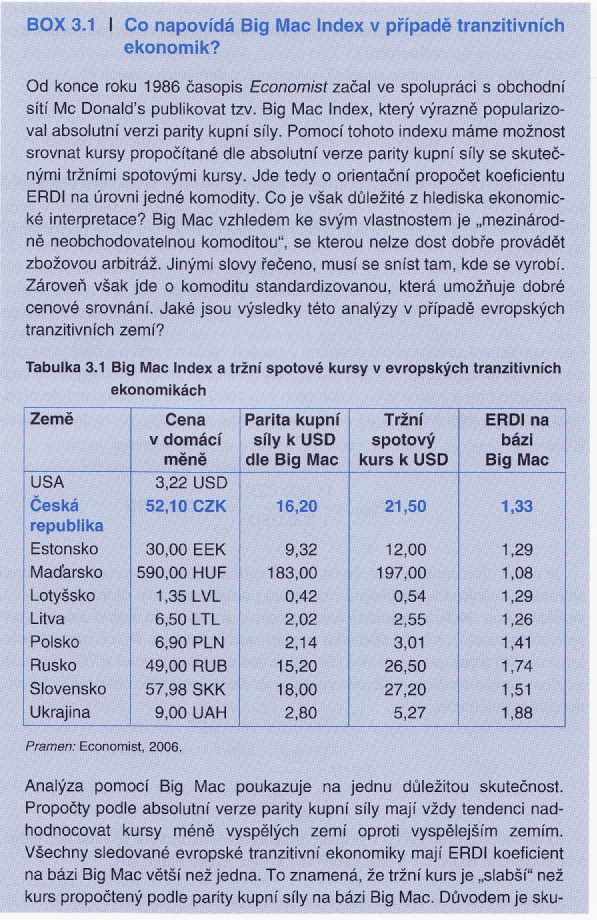 BOX 3.1 | Co napovídá Big Mac Index v případě tranzitivních
ekonomik?
Od konce roku 1986 časopis Economist začal ve spolupráci s obchodní
sítí Mc Donald's publikovat tzv. Big Mac Index, který výrazně popularizo-
val absolutní verzi parity kupní síly. Pomocí tohoto indexu máme možnost
srovnat kursy propočítané dle absolutní verze parity kupní síly se skuteč-
nými tržními spotovými kursy. Jde tedy o orientační propočet koeficientu
ERDI na úrovni jedné komodity. Co je však důležité z hlediska ekonomic-
ké interpretace? Big Mac vzhledem ke svým vlastnostem je „mezinárod-
ně neobchodovatelnou komoditou“, se kterou nelze dost dobře provádět
zbožovou arbitráž. Jinými slovy řečeno, musí se sníst tam, kde se vyrobí.
Zároveň však jde o komoditu standardizovanou, která umožňuje dobré
cenové srovnání. Jaké jsou výsledky této analýzy v případě evropských
tranzitivních zemí?
Tabulka 3.1 Big Mac Index a tržní spotové kursy v evropských tranzitivních
ekonomikách
Země Cena v domácí měně Parita kupní síly k USD dle Big Mac Tržní spotový kurs k USD ERDI na bázi Big Mac
USA 3,22 USD
Česká republika 52,10 CZK 16,20 21,50 1,33
Estonsko 30,00 EEK 9,32 12,00 1,29
Maďarsko 590,00 HUF 183,00 197,00 1,08
Lotyšsko 1,35 LVL 0,42 0,54 1,29
Litva 6,50 LTL 2,02 2,55 1,26
Polsko 6,90 PLN 2,14 3,01 1,41
Rusko 49,00 RUB 15,20 26,50 1,74
Slovensko 57,98 SKK 18,00 27,20 1,51
Ukrajina 9,00 UAH 2,80 5,27 1,88
Pramen: Economist, 2006.
Analýza pomocí Big Mac poukazuje na jednu důležitou skutečnost.
Propočty podle absolutní verze parity kupní síly mají vždy tendenci nad-
hodnocovat kursy méně vyspělých zemí oproti vyspělejším zemím.
Všechny sledované evropské tranzitivní ekonomiky mají ERDI koeficient
na bázi Big Mac větší než jedna. To znamená, že tržní kurs je „slabší“ než
kurs propočtený podle parity kupní síly na bázi Big Mac. Důvodem je sku-